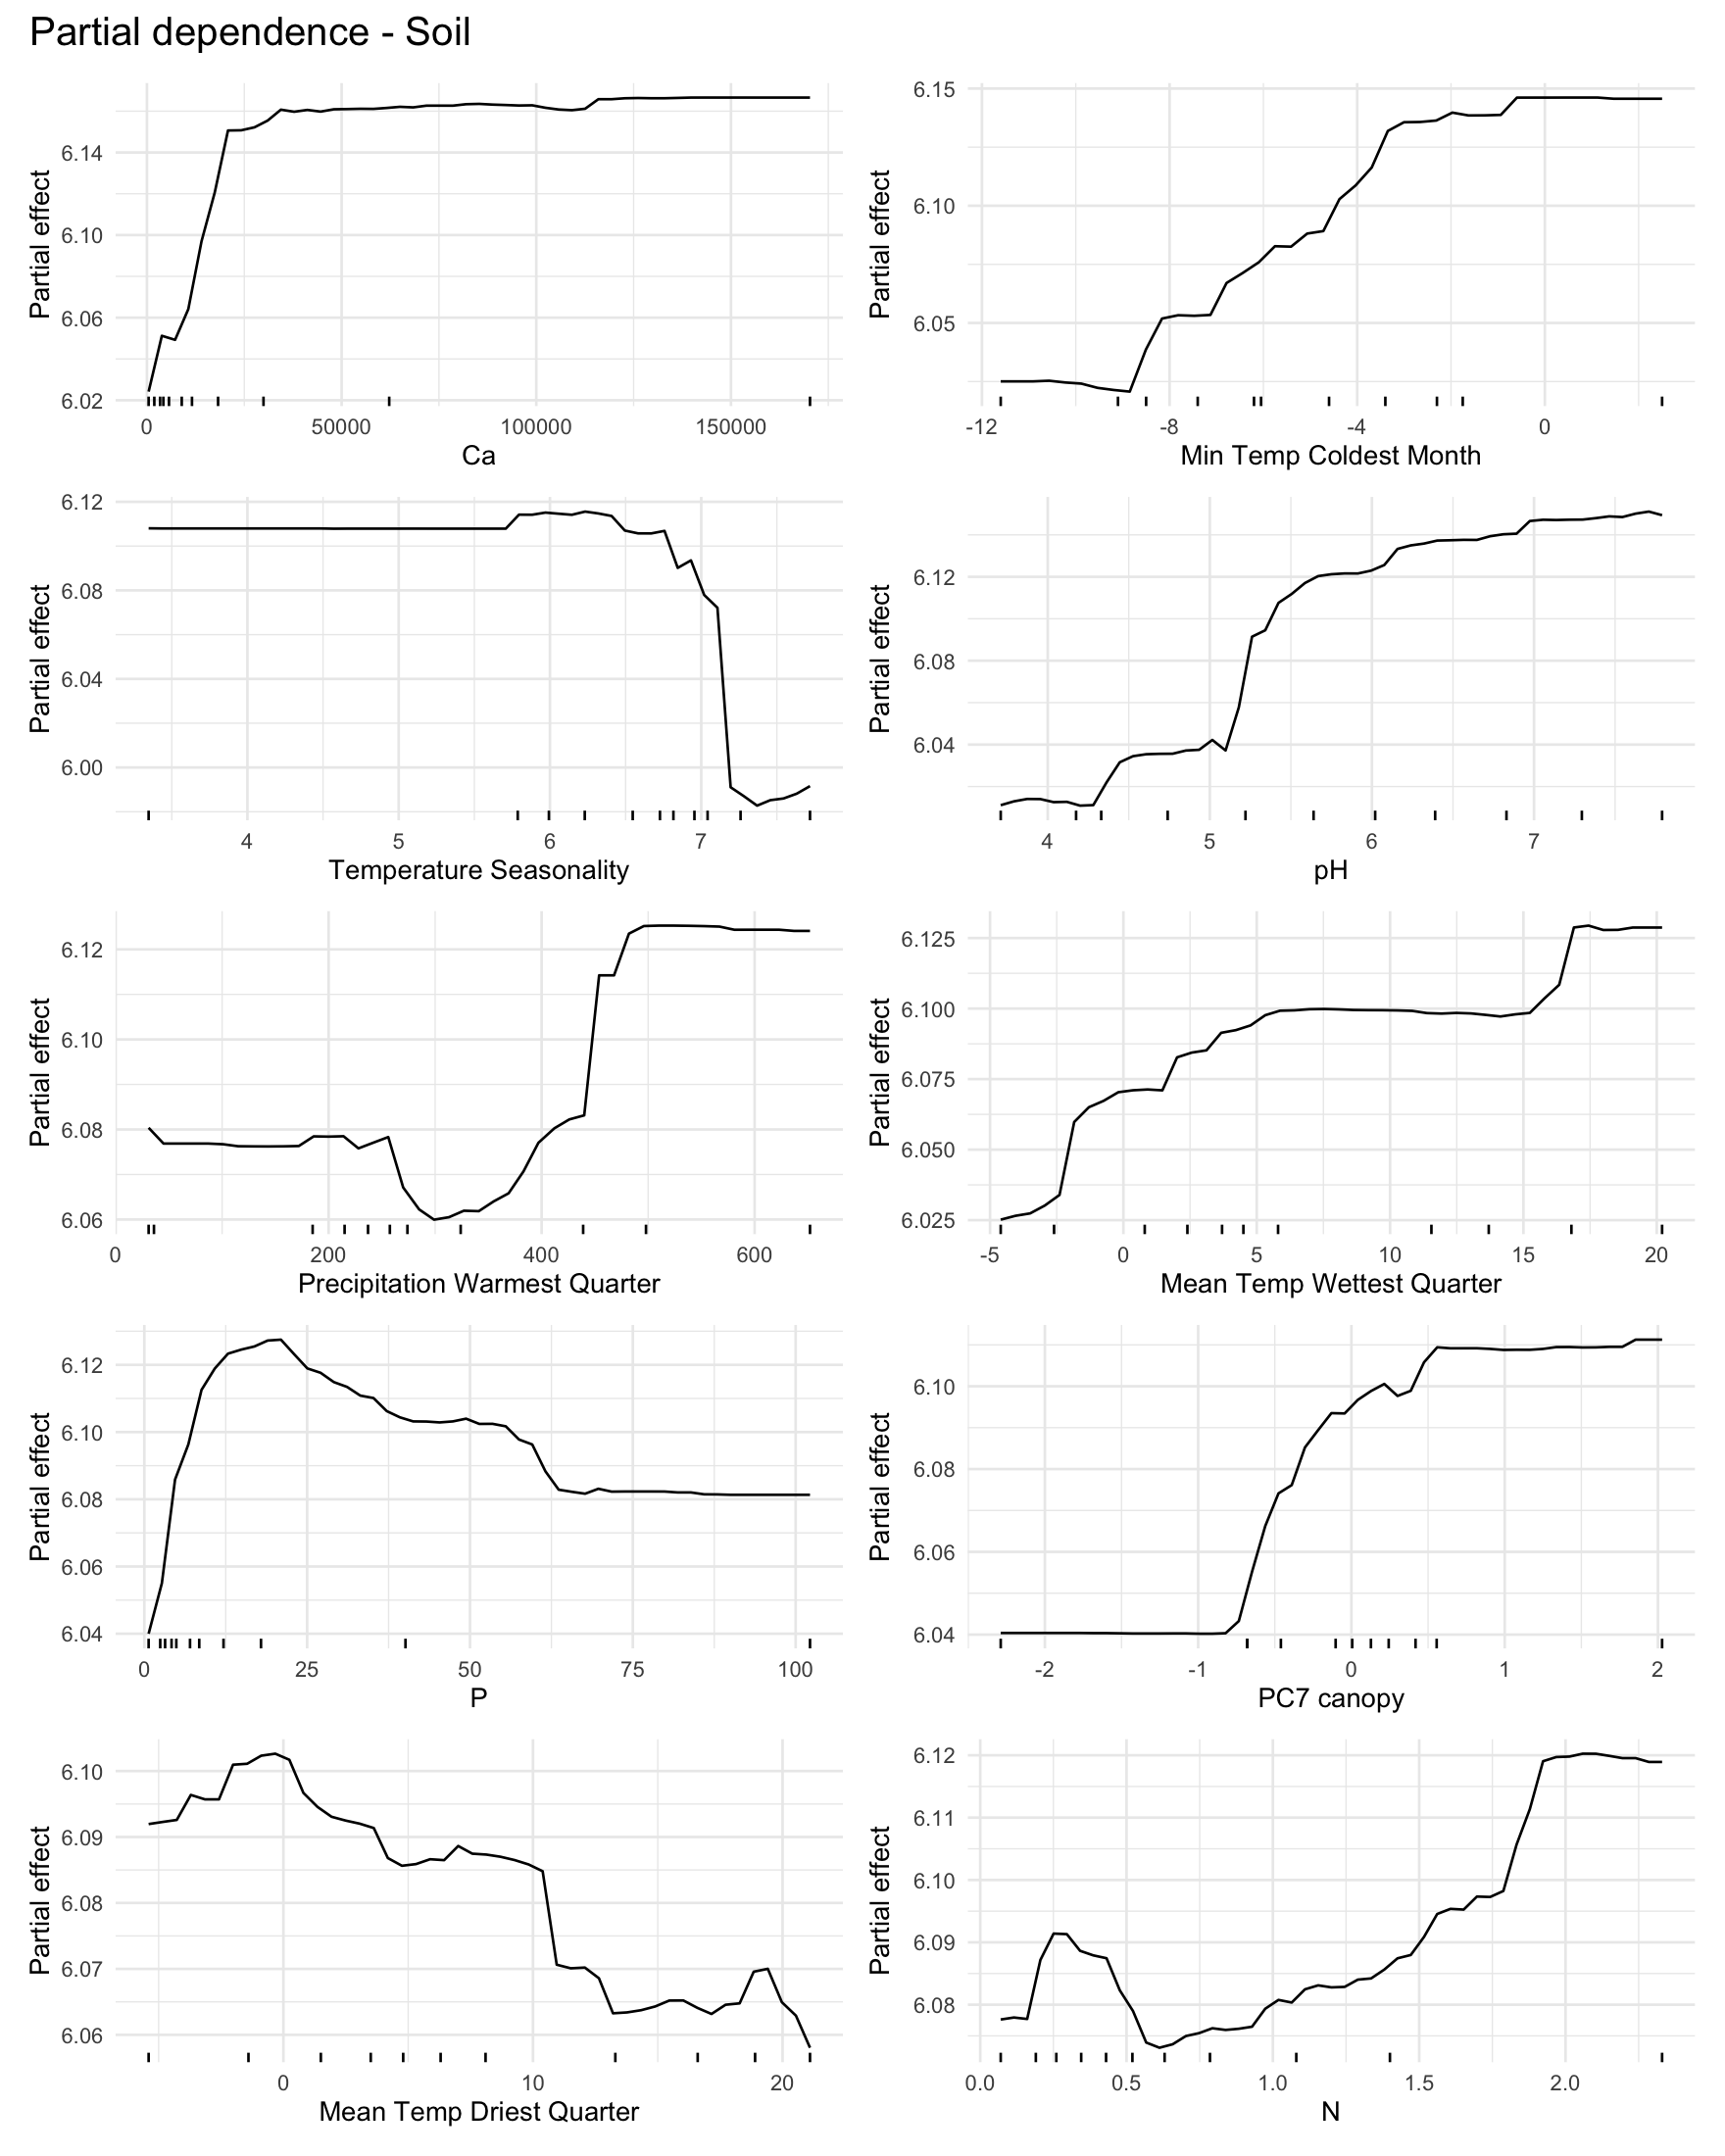 Partial dependence - Soil
Partial effect
6.14
6.10
6.06
6.02
0 50000 100000 150000
Ca
Partial effect
6.15
6.10
6.05
-12 -8 -4 0
Min Temp Coldest Month
Partial effect
6.12
6.08
6.04
6.00
4 5 6 7
Temperature Seasonality
Partial effect
6.12
6.08
6.04
4 5 6 7
pH
Partial effect
6.12
6.10
6.08
6.06
0 200 400 600
Precipitation Warmest Quarter
Partial effect
6.125
6.100
6.075
6.050
6.025
-5 0 5 10 15 20
Mean Temp Wettest Quarter
Partial effect
6.12
6.10
6.08
6.06
6.04
0 25 50 75 100
P
Partial effect
6.10
6.08
6.06
6.04
-2 -1 0 1 2
PC7 canopy
Partial effect
6.10
6.09
6.08
6.07
6.06
0 10 20
Mean Temp Driest Quarter
Partial effect
6.12
6.11
6.10
6.09
6.08
0.0 0.5 1.0 1.5 2.0
N